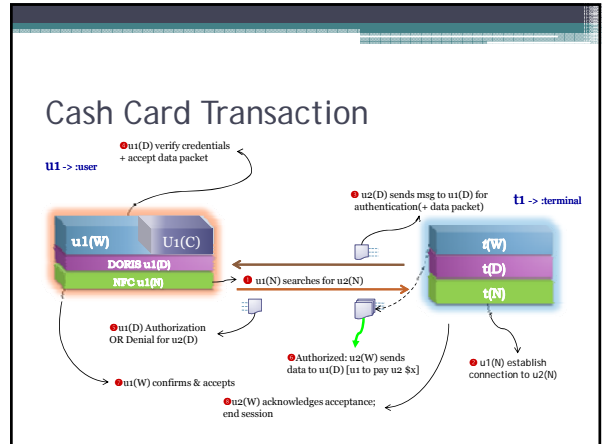 Cash Card Transaction
❹u1(D) verify credentials
+ accept data packet
u1 -> :user
❸ u2(D) sends msg to u1(D) for
authentication(+ data packet)
t1 -> :terminal
u1(W)
U1(C)
DORIS u1(D)
NFC u1(N)
t(W)
t(D)
t(N)
❶ u1(N) searches for u2(N)
❺u1(D) Authorization
OR Denial for u2(D)
❻Authorized: u2(W) sends
data to u1(D) [u1 to pay u2 $x]
❷ u1(N) establish
connection to u2(N)
❼u1(W) confirms & accepts
❽u2(W) acknowledges acceptance;
end session